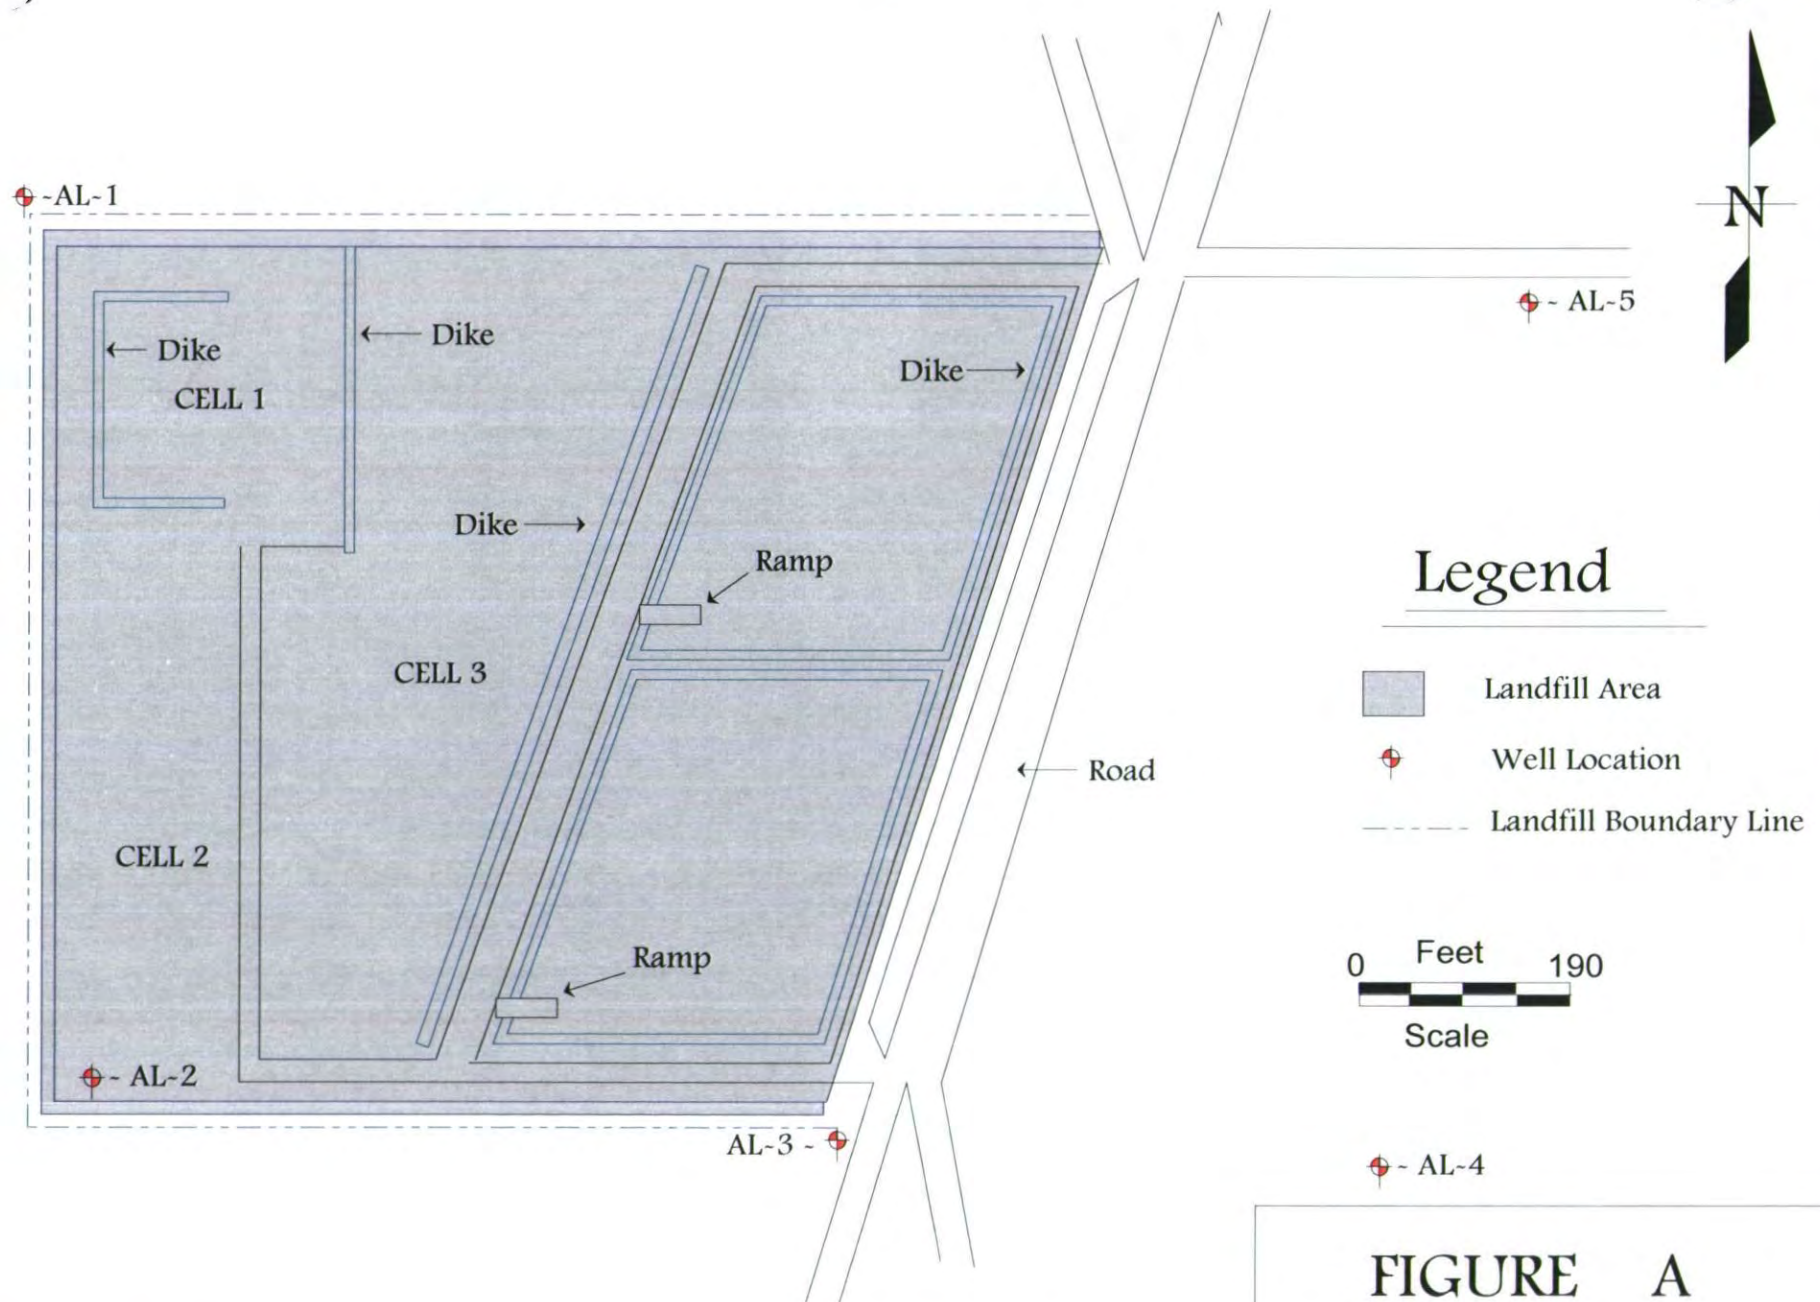 N
~AL~1
~ AL~5
Dike
Dike
Dike
CELL 1
Dike
Ramp
Legend
CELL 3
Landfill Area
Well Location
Road
Landfill Boundary Line
CELL 2
Ramp
Feet
0 190
Scale
~ AL~2
AL~3 ~
~ AL~4
FIGURE A